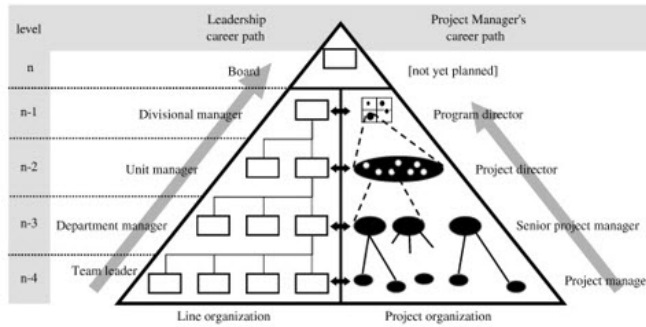 level
Leadership
career path
Project Manager's
career path
n
Board
[not yet planned]
n-1
Divisional manager
Program director
n-2
Unit manager
Project director
n-3
Department manager
Senior project manager
n-4
Team leader
Project manage
Line organization
Project organization